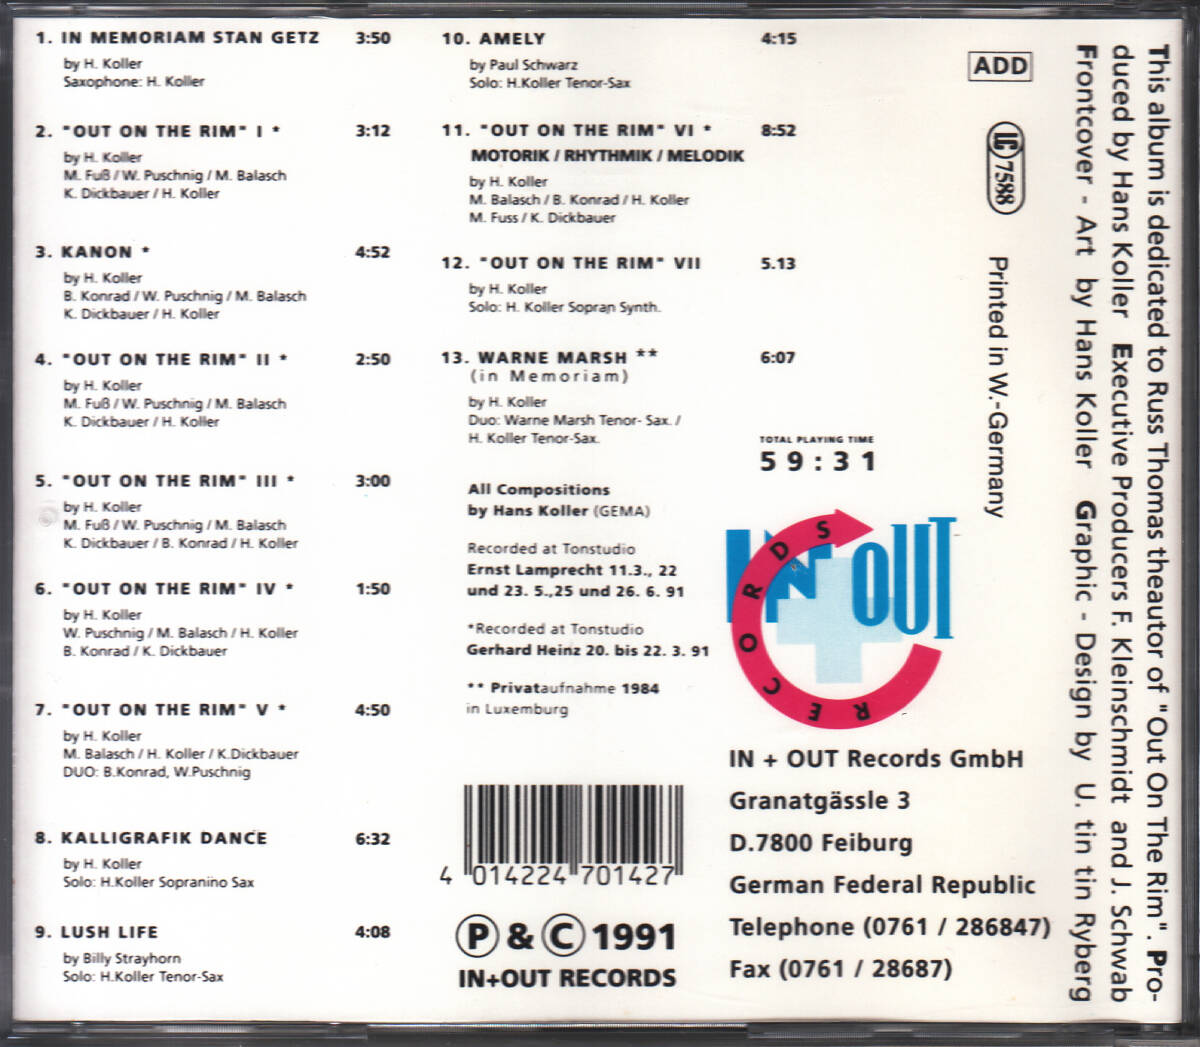 1. IN MEMORIAM STAN GETZ 3:50
by H. Koller
Saxophone: H. Koller
2. "OUT ON THE RIM" I * 3:12
by H. Koller
M. Fuß / W. Puschnig / M. Balasch
K. Dickbauer / H. Koller
3. KANON * 4:52
by H. Koller
B. Konrad / W. Puschnig / M. Balasch
K. Dickbauer / H. Koller
4. "OUT ON THE RIM" II * 2:50
by H. Koller
M. Fuß / W. Puschnig / M. Balasch
K. Dickbauer / H. Koller
5. "OUT ON THE RIM" III * 3:00
by H. Koller
M. Fuß / W. Puschnig / M. Balasch
K. Dickbauer / B. Konrad / H. Koller
6. "OUT ON THE RIM" IV * 1:50
by H. Koller
W. Puschnig / M. Balasch / H. Koller
B. Konrad / K. Dickbauer
7. "OUT ON THE RIM" V * 4:50
by H. Koller
M. Balasch / H. Koller / K.Dickbauer
DUO: B.Konrad, W.Puschnig
8. KALLIGRAFIK DANCE 6:32
by H. Koller
Solo: H.Koller Sopranino Sax
9. LUSH LIFE 4:08
by Billy Strayhorn
Solo: H.Koller Tenor-Sax
10. AMELY 4:15
by Paul Schwarz
Solo: H.Koller Tenor-Sax
11. "OUT ON THE RIM" VI * 8:52
MOTORIK / RHYTHMIK / MELODIK
by H. Koller
M. Balasch / B. Konrad / H. Koller
M. Fuss / K. Dickbauer
12. "OUT ON THE RIM" VII 5.13
by H. Koller
Solo: H. Koller Sopran Synth.
13. WARNE MARSH ** 6:07
(in Memoriam)
by H. Koller
Duo: Warne Marsh Tenor- Sax. /
H. Koller Tenor-Sax.
TOTAL PLAYING TIME
59:31
All Compositions
by Hans Koller (GEMA)
Recorded at Tonstudio
Ernst Lamprecht 11.3., 22
und 23. 5.,25 und 26. 6. 91
*Recorded at Tonstudio
Gerhard Heinz 20. bis 22. 3. 91
** Privataufnahme 1984
in Luxemburg
4 014224 701427
P & C 1991
IN+OUT RECORDS
IN + OUT
RECORDS
IN + OUT Records GmbH
Granatgässle 3
D.7800 Feiburg
German Federal Republic
Telephone (0761 / 286847)
Fax (0761 / 28687)
ADD
LC 7588
Printed in W.-Germany
This album is dedicated to Russ Thomas theautor of "Out On The Rim". Pro-
duced by Hans Koller Executive Producers F. Kleinschmidt and J. Schwab
Frontcover - Art by Hans Koller Graphic - Design by U. tin tin Ryberg